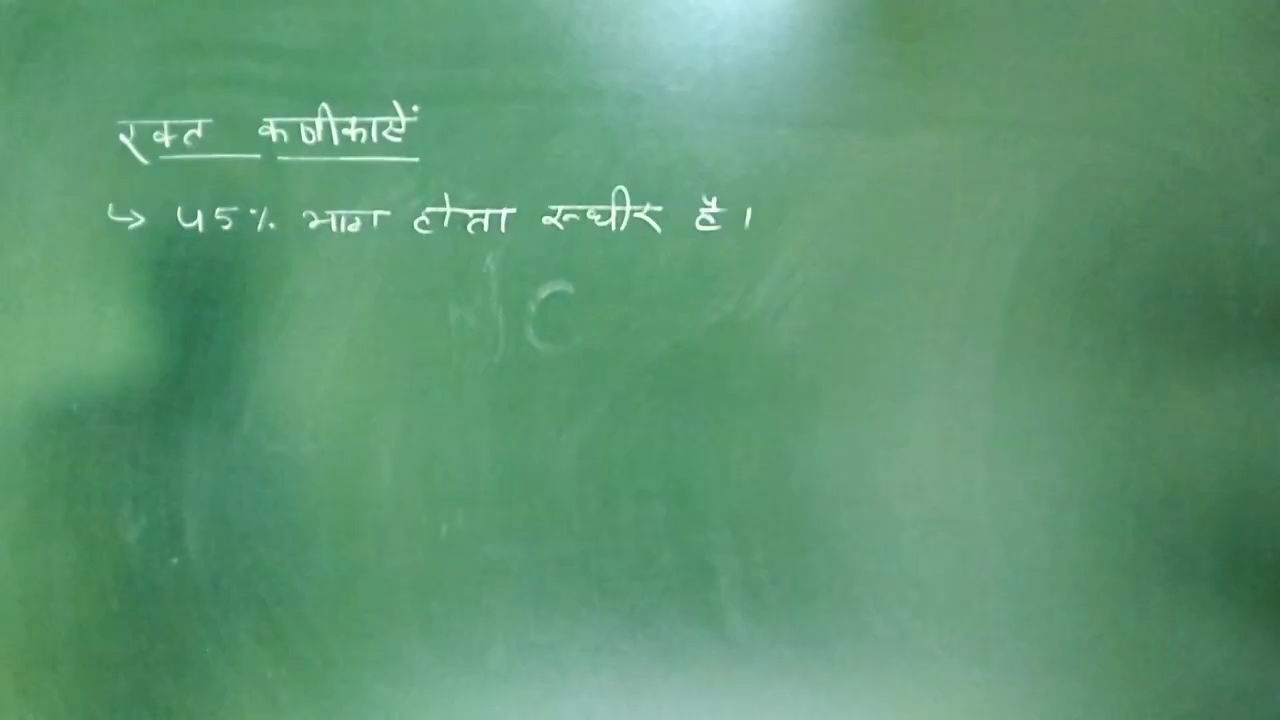 रक्त कणीकाऐं
↳ 45% भाग होता रूधीर है।
C